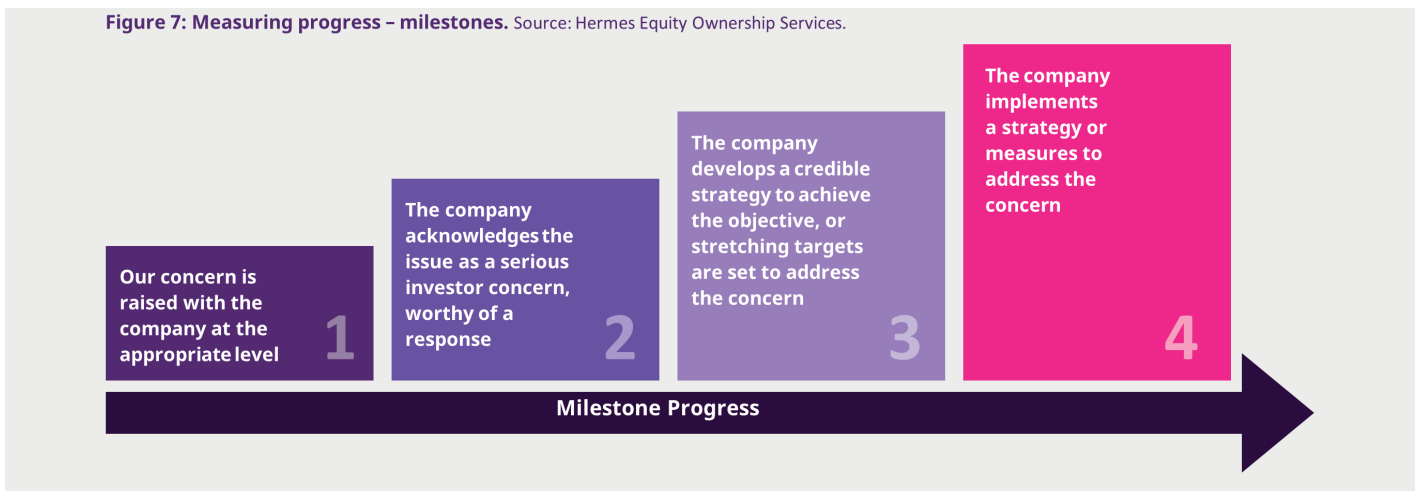 Figure 7: Measuring progress – milestones. Source: Hermes Equity Ownership Services.
Our concern is
raised with the
company at the
appropriate level
1
The company
acknowledges the
issue as a serious
investor concern,
worthy of a
response
2
The company
develops a credible
strategy to achieve
the objective, or
stretching targets
are set to address
the concern
3
The company
implements
a strategy or
measures to
address the
concern
4
Milestone Progress